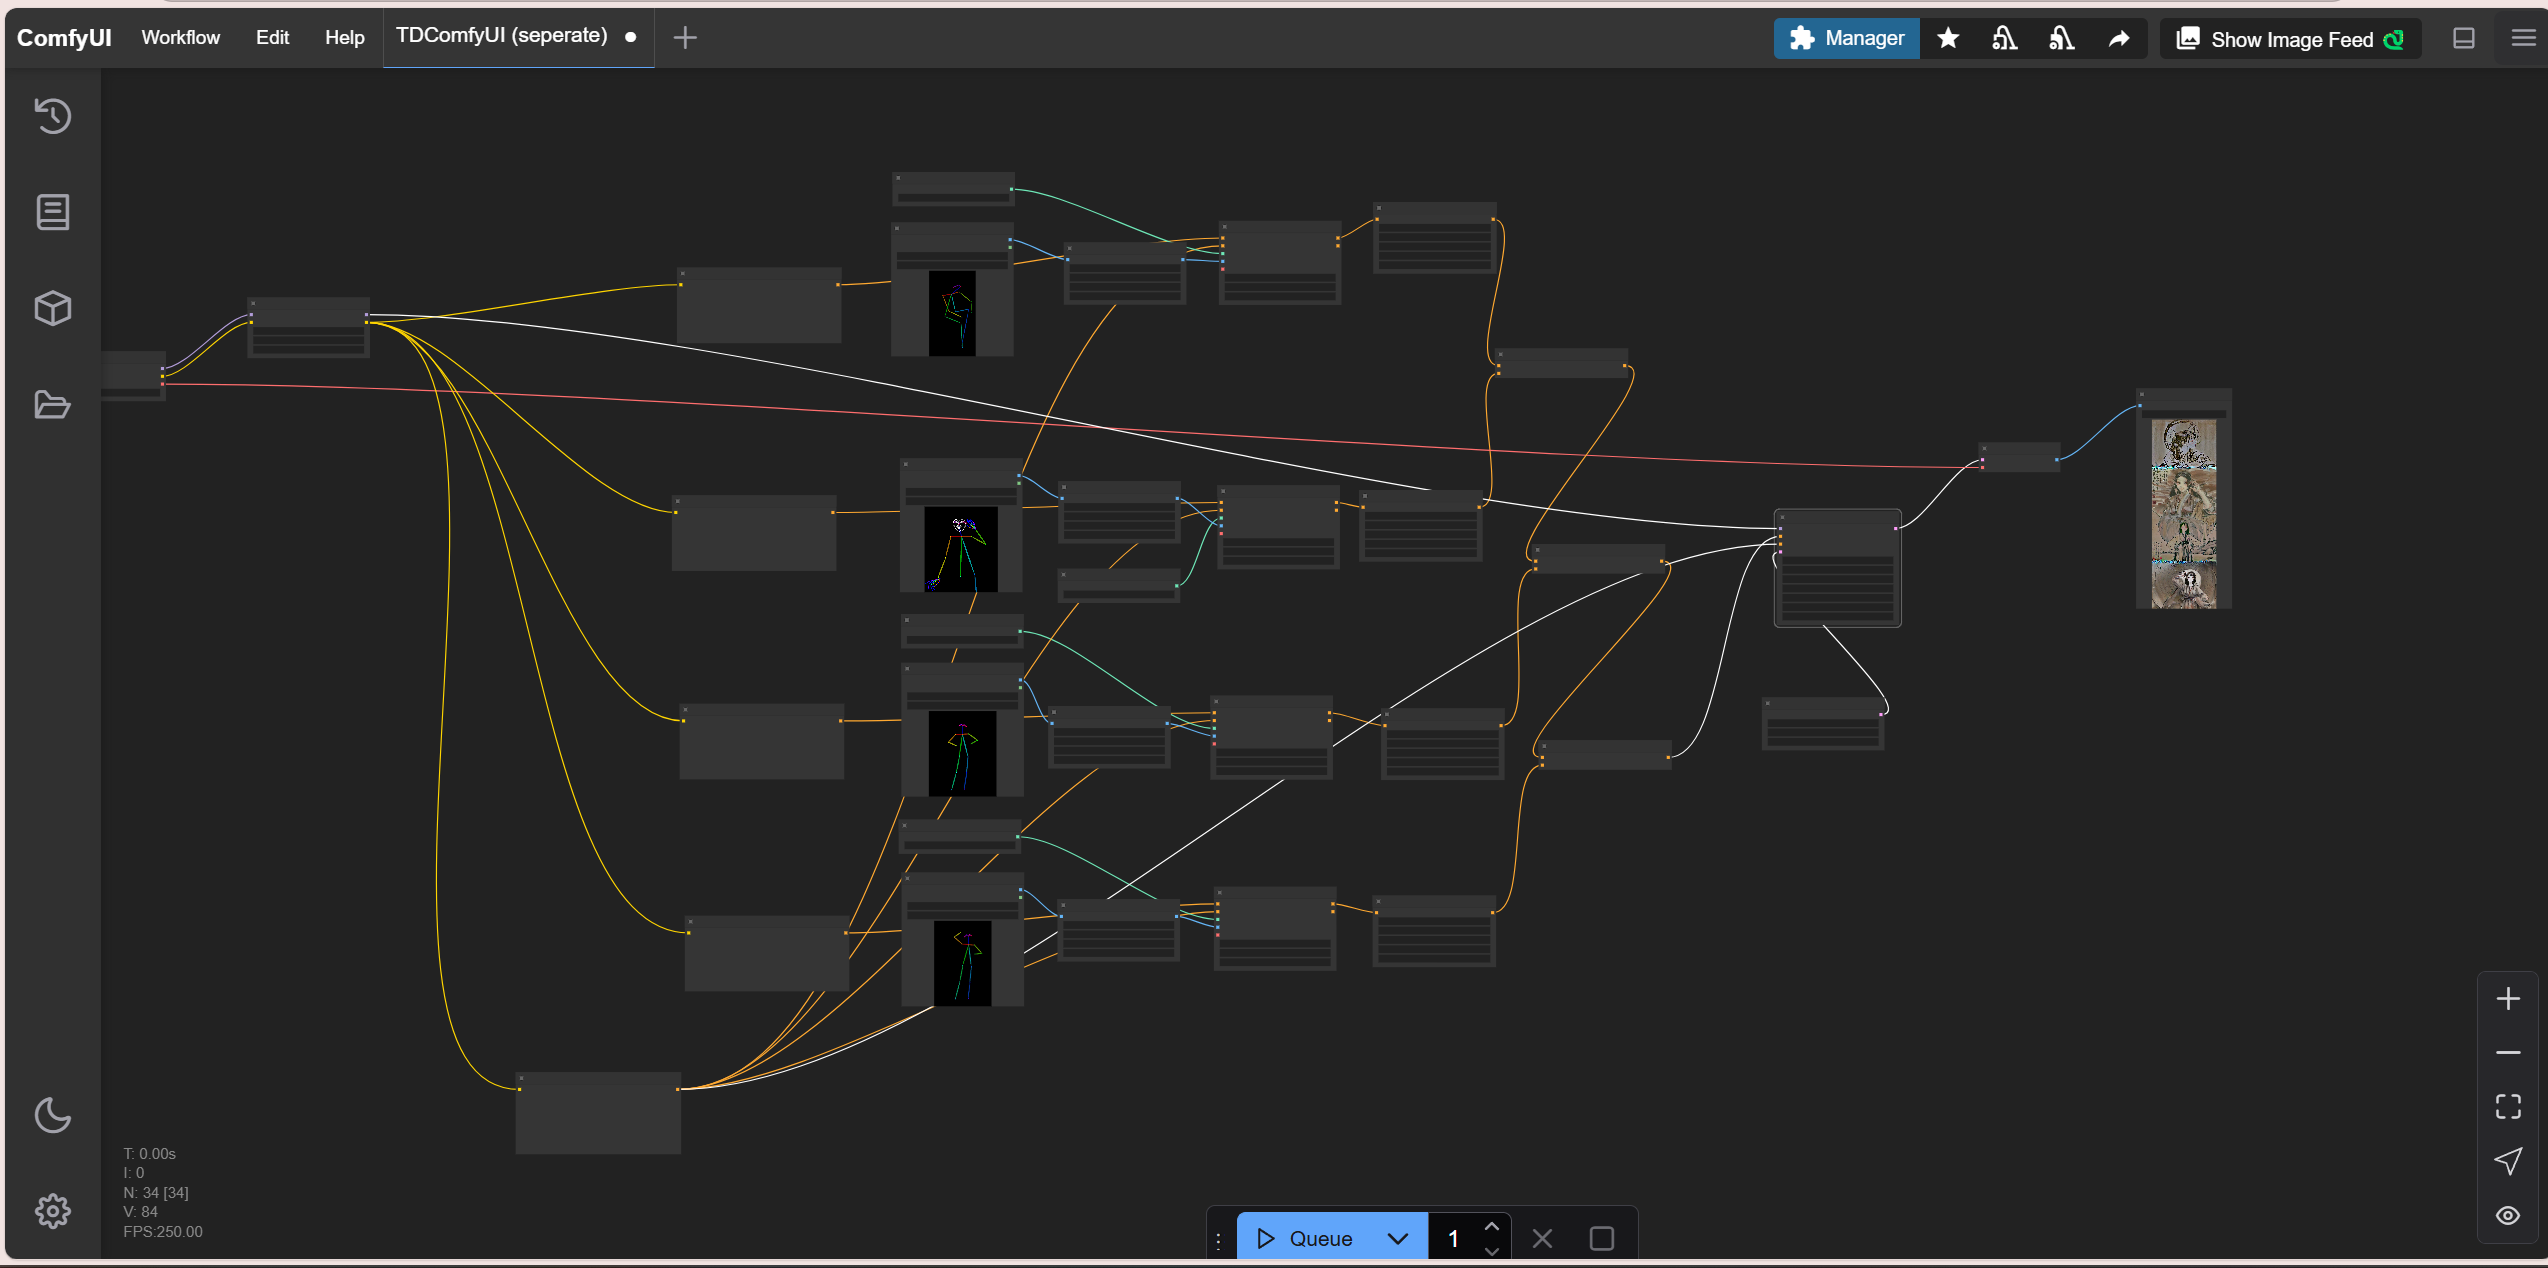 ComfyUI
Workflow
Edit
Help
TDComfyUI (seperate)
Manager
Show Image Feed
T: 0.00s
I: 0
N: 34 [34]
V: 84
FPS:250.00
Queue
1